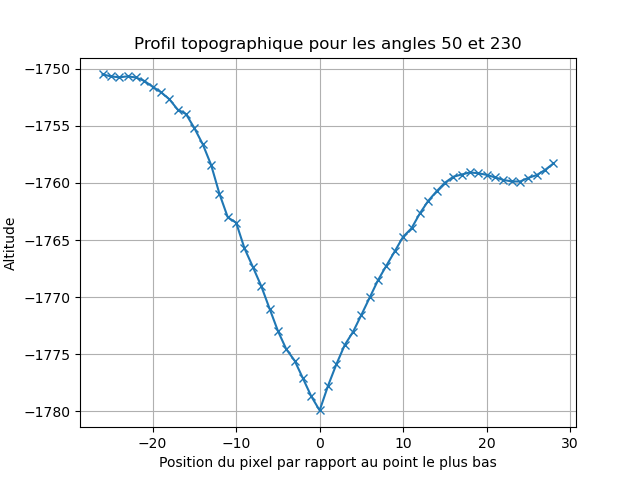 Profil topographique pour les angles 50 et 230
Altitude
−1750
−1755
−1760
−1765
−1770
−1775
−1780
−20 −10 0 10 20 30
Position du pixel par rapport au point le plus bas